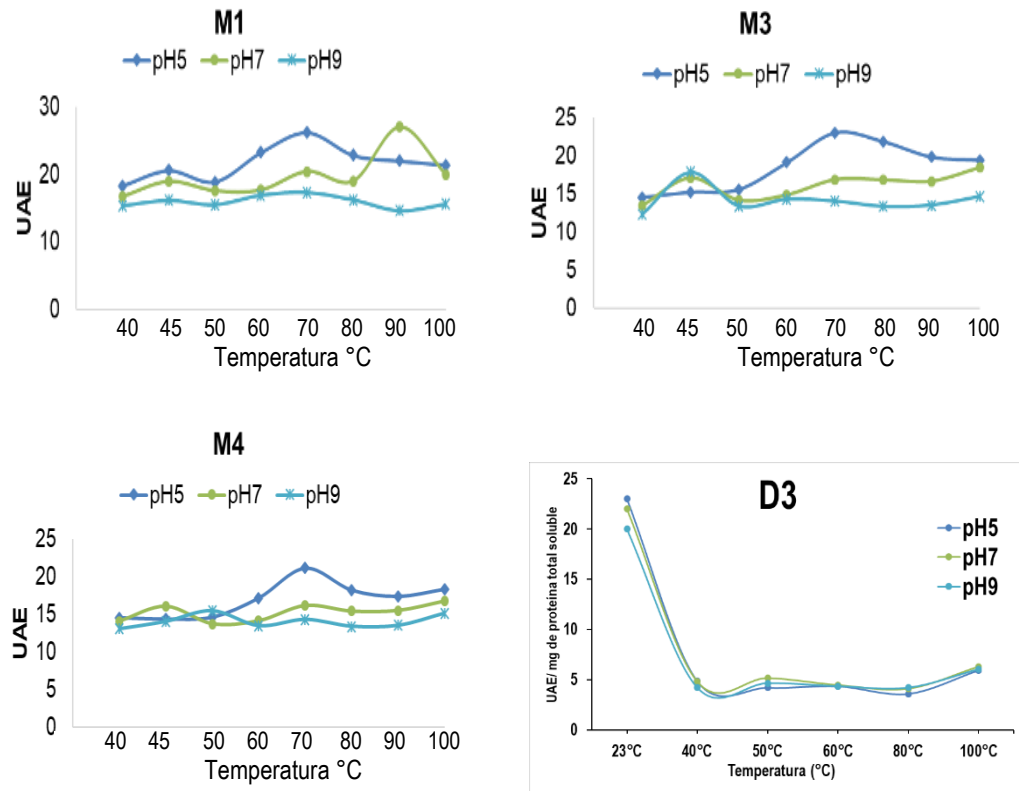 M1
pH5 pH7 pH9
30
20
10
0
UAE
40 45 50 60 70 80 90 100
Temperatura °C
M3
pH5 pH7 pH9
25
20
15
10
5
0
UAE
40 45 50 60 70 80 90 100
Temperatura °C
M4
pH5 pH7 pH9
25
20
15
10
5
0
UAE
40 45 50 60 70 80 90 100
Temperatura °C
D3
25
20
15
10
5
0
UAE/ mg de proteina total soluble
pH5
pH7
pH9
23°C 40°C 50°C 60°C 80°C 100°C
Temperatura (°C)